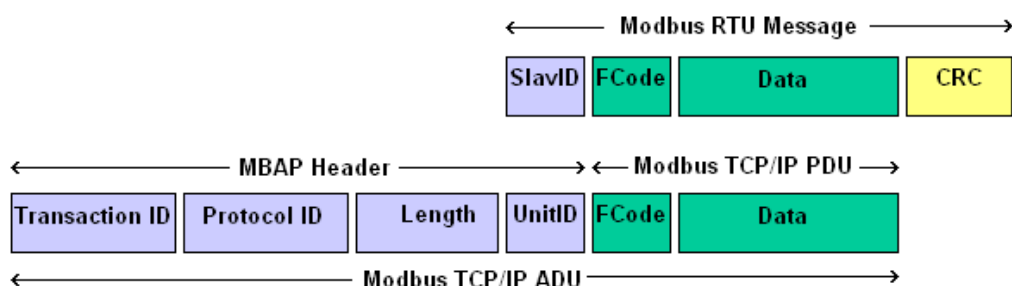 Modbus RTU Message
SlavID FCode Data CRC
MBAP Header Modbus TCP/IP PDU
Transaction ID Protocol ID Length UnitID FCode Data
Modbus TCP/IP ADU